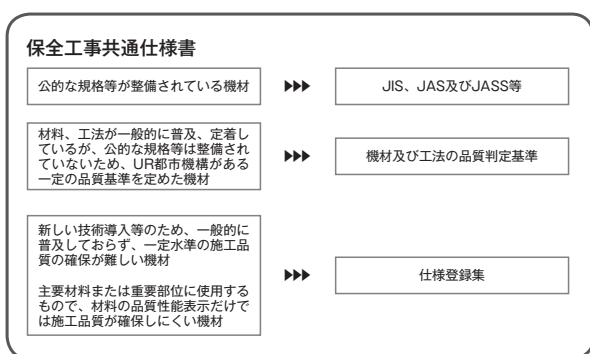 保全工事共通仕様書
公的な規格等が整備されている機材
▶▶▶
JIS、JAS及びJASS等
材料、工法が一般的に普及、定着し
ているが、公的な規格等は整備され
ていないため、UR都市機構がある
一定の品質基準を定めた機材
▶▶▶
機材及び工法の品質判定基準
新しい技術導入等のため、一般的に
普及しておらず、一定水準の施工品
質の確保が難しい機材
主要材料または重要部位に使用する
もので、材料の品質性能表示だけで
は施工品質が確保しにくい機材
▶▶▶
仕様登録集